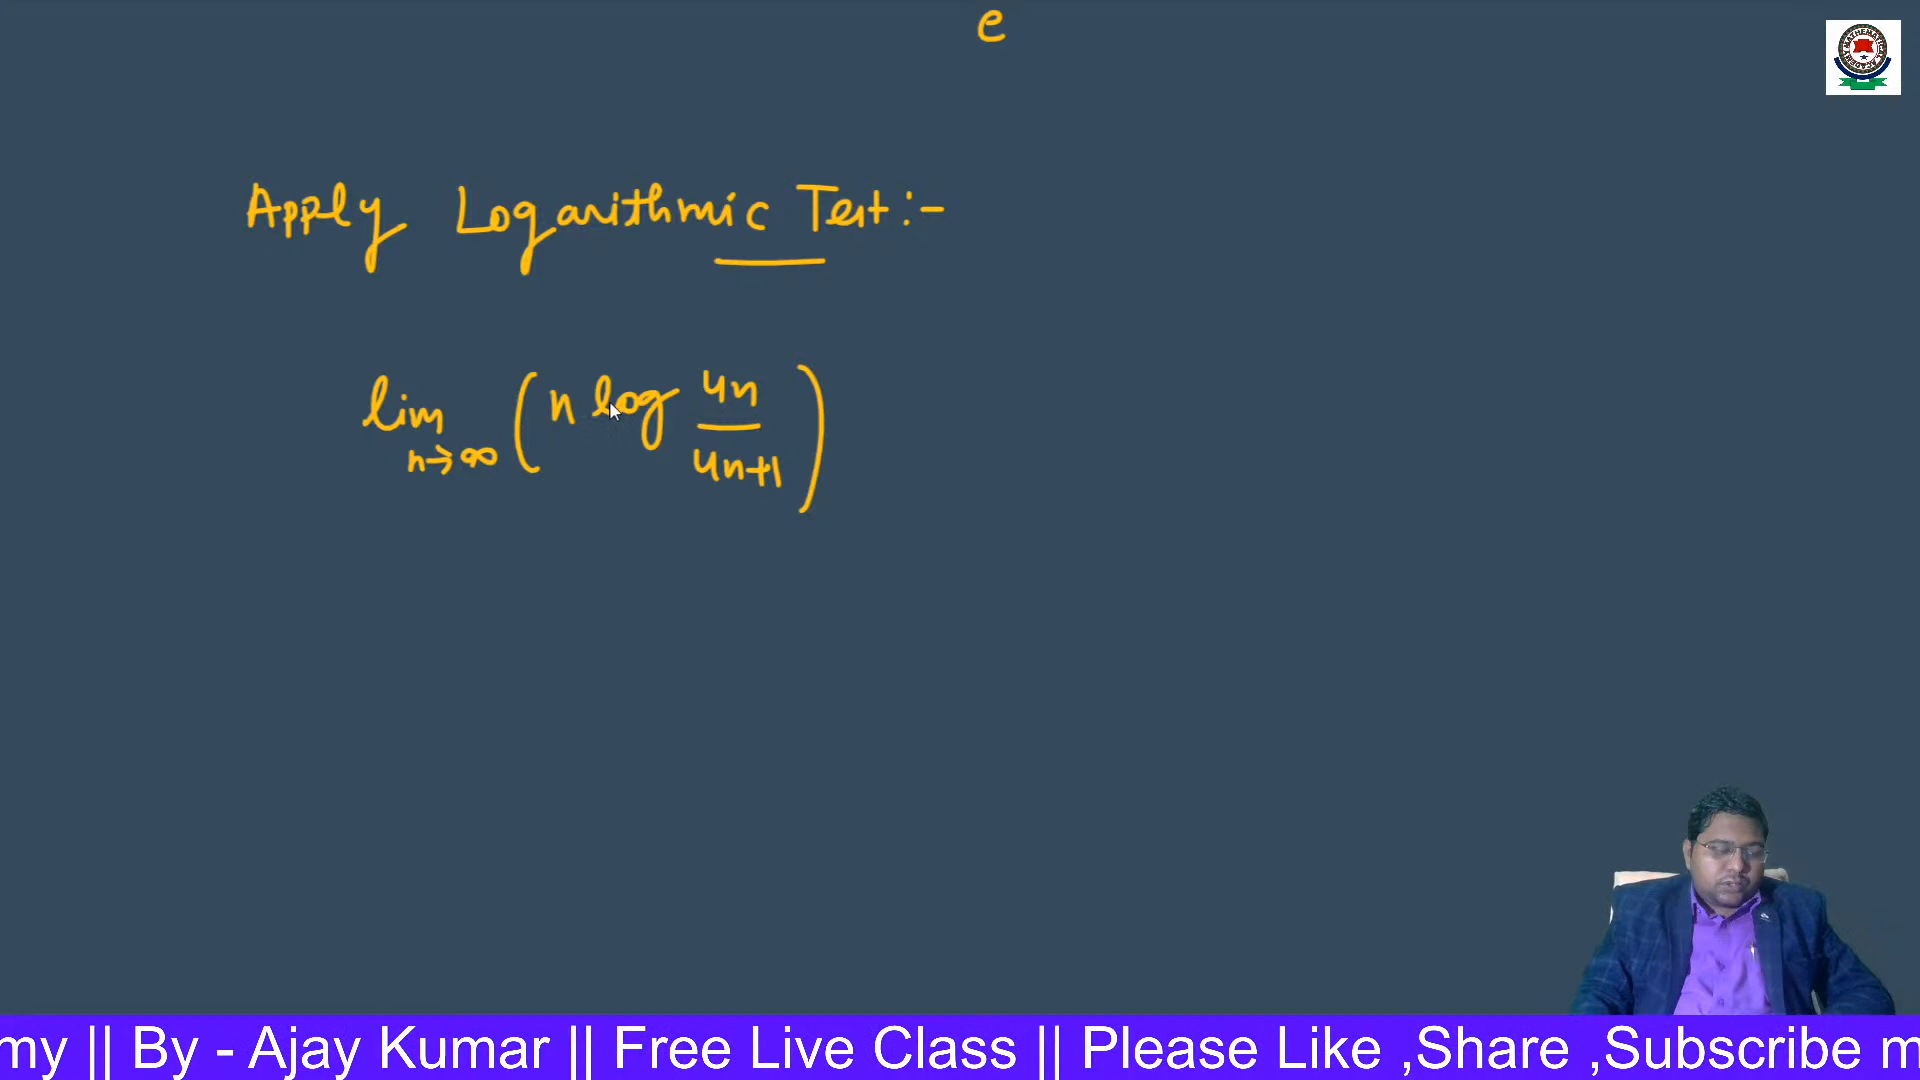 e
Apply Logarithmic Test:-
lim n→∞ (n log 4n/4n+1)
my || By - Ajay Kumar || Free Live Class || Please Like ,Share ,Subscribe m